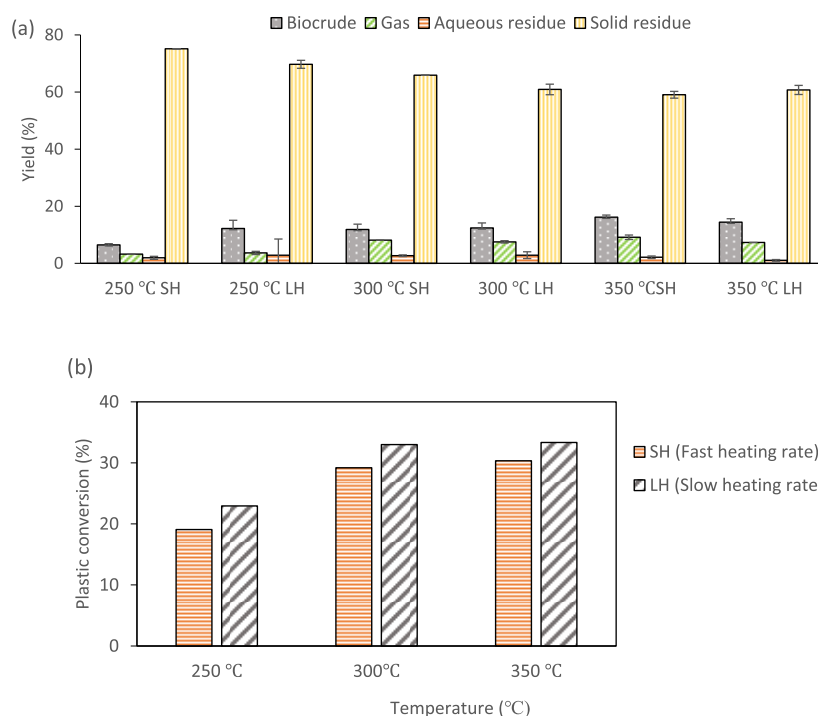 (a)
Biocrude Gas Aqueous residue Solid residue
80
60
40
20
0
Yield (%)
250 °C SH 250 °C LH 300 °C SH 300 °C LH 350 °CSH 350 °C LH
(b)
40
30
20
10
0
Plastic conversion (%)
SH (Fast heating rate)
LH (Slow heating rate
250 °C 300°C 350 °C
Temperature (°C)